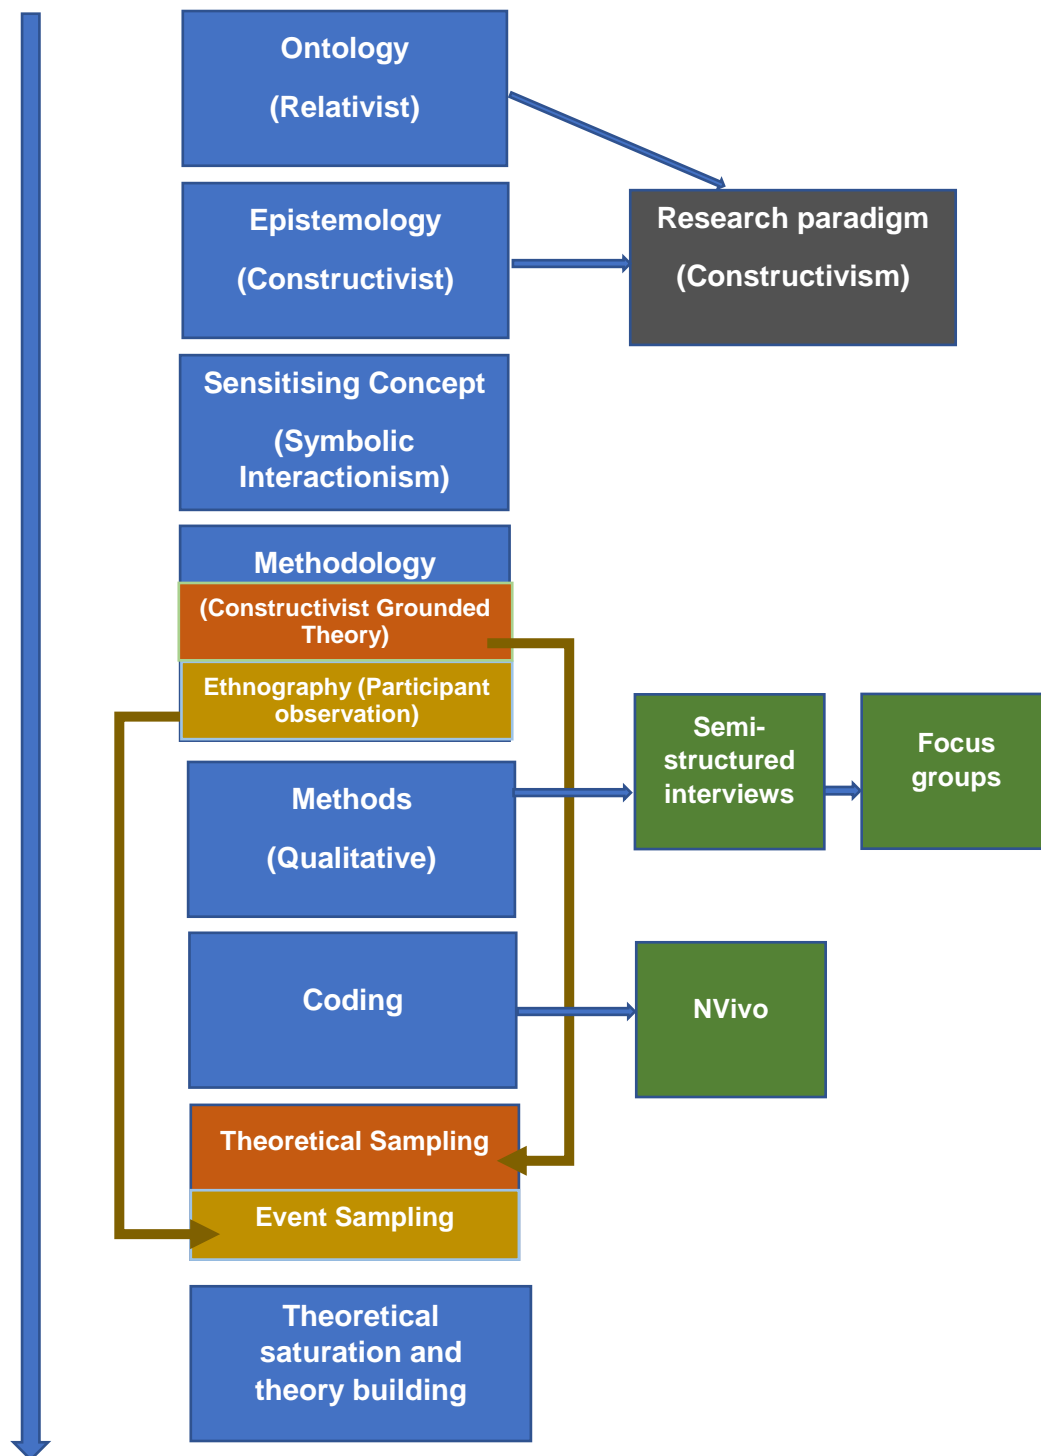 Ontology
(Relativist)
Epistemology
(Constructivist)
Research paradigm
(Constructivism)
Sensitising Concept
(Symbolic
Interactionism)
Methodology
(Constructivist Grounded
Theory)
Ethnography (Participant
observation)
Methods
(Qualitative)
Semi-
structured
interviews
Focus
groups
Coding
NVivo
Theoretical Sampling
Event Sampling
Theoretical
saturation and
theory building